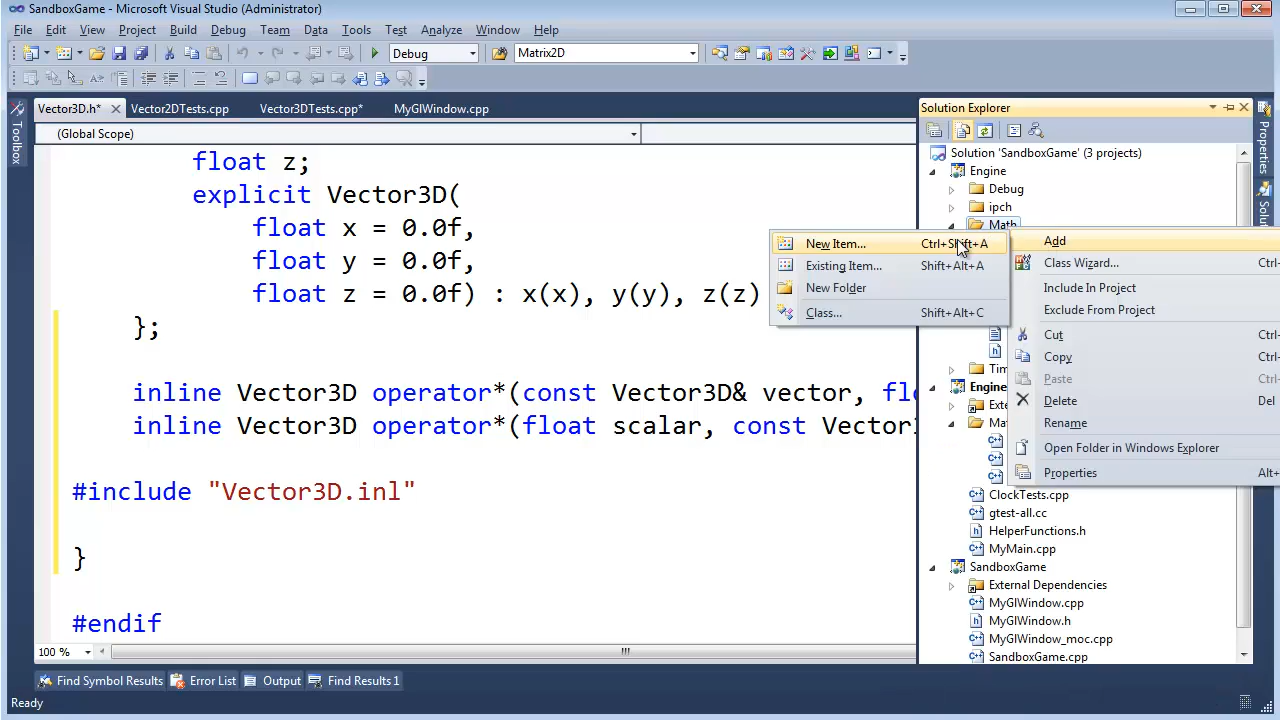 SandboxGame - Microsoft Visual Studio (Administrator)
File Edit View Project Build Debug Team Data Tools Test Analyze Window Help
Debug Matrix2D
Vector3D.h* Vector2DTests.cpp Vector3DTests.cpp* MyGlWindow.cpp
(Global Scope)
Toolbox
float z;
explicit Vector3D(
float x = 0.0f,
float y = 0.0f,
float z = 0.0f) : x(x), y(y), z(z)
};
inline Vector3D operator*(const Vector3D& vector,
inline Vector3D operator*(float scalar, const
#include "Vector3D.inl"
}
#endif
100 %
Solution Explorer
Solution 'SandboxGame' (3 projects)
Engine
Debug
ipch
Math
New Item... Ctrl+Shift+A
Existing Item... Shift+Alt+A
New Folder
Class... Shift+Alt+C
Add
Class Wizard...
Include In Project
Exclude From Project
Cut
Copy
Paste
Delete Del
Rename
Open Folder in Windows Explorer
Properties
ClockTests.cpp
gtest-all.cc
HelperFunctions.h
MyMain.cpp
SandboxGame
External Dependencies
MyGlWindow.cpp
MyGlWindow.h
MyGlWindow_moc.cpp
SandboxGame.cpp
Properties
Find Symbol Results Error List Output Find Results 1
Ready